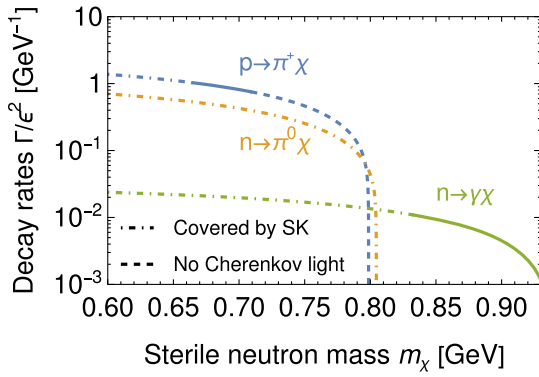 10
1
10⁻¹
10⁻²
10⁻³
Decay rates Γ/ϵ² [GeV⁻¹]
p→π⁺χ
n→π⁰χ
n→γχ
Covered by SK
No Cherenkov light
0.60 0.65 0.70 0.75 0.80 0.85 0.90
Sterile neutron mass mχ [GeV]